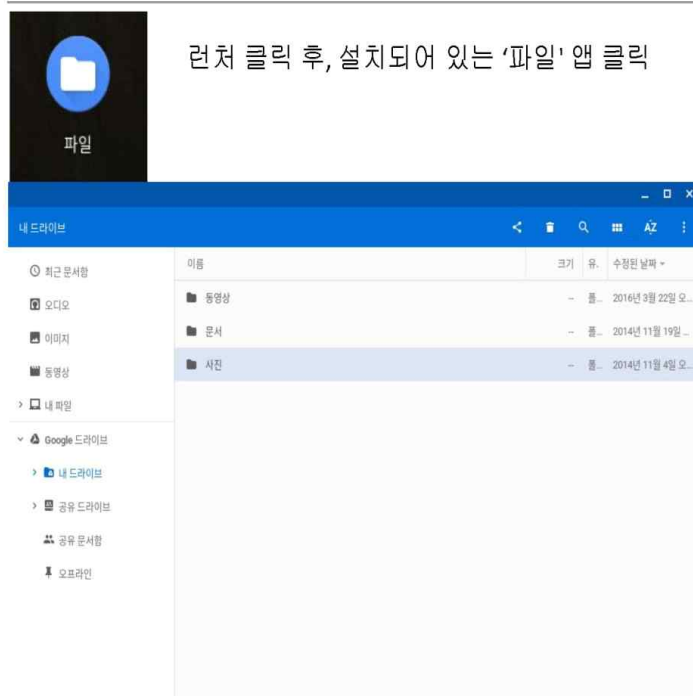 런처 클릭 후, 설치되어 있는 ‘파일' 앱 클릭
파일
내 드라이브
AZ
이름 크기 유. 수정된 날짜
최근 문서함
오디오
이미지
동영상
내 파일
Google 드라이브
내 드라이브
공유 드라이브
공유 문서함
오프라인
동영상 -- 폴... 2016년 3월 22일 오...
문서 -- 폴... 2014년 11월 19일 ...
사진 -- 폴... 2014년 11월 4일 오...